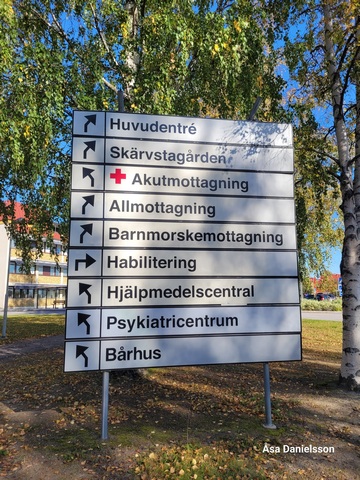 Huvudentré
Skärvstagården
Akutmottagning
Allmottagning
Barnmorskemottagning
Habilitering
Hjälpmedelscentral
Psykiatricentrum
Bårhus
Åsa Danielsson